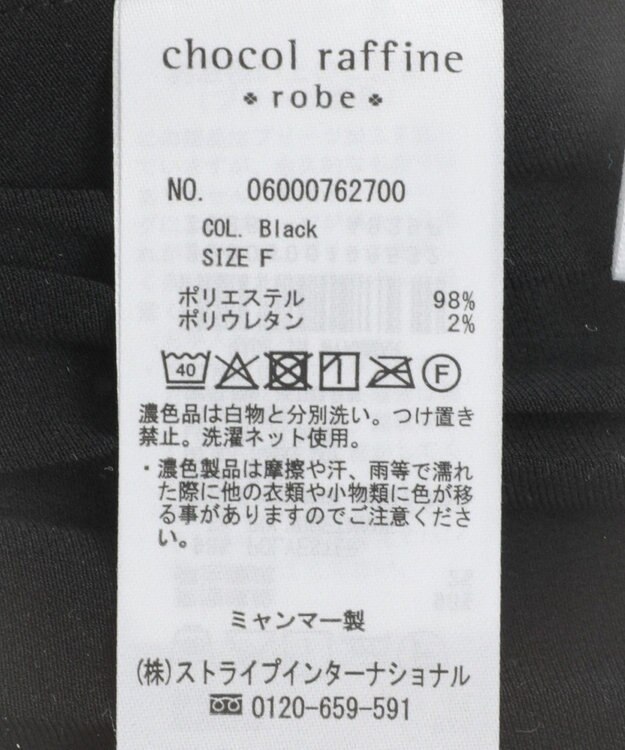 chocol raffine
robe
NO. 06000762700
COL. Black
SIZE F
ポリエステル 98%
ポリウレタン 2%
40 F
濃色品は白物と分別洗い。つけ置き
禁止。洗濯ネット使用。
・濃色製品は摩擦や汗、雨等で濡れ
た際に他の衣類や小物類に色が移
る事がありますのでご注意くださ
い。
ミャンマー製
(株)ストライプインターナショナル
0120-659-591